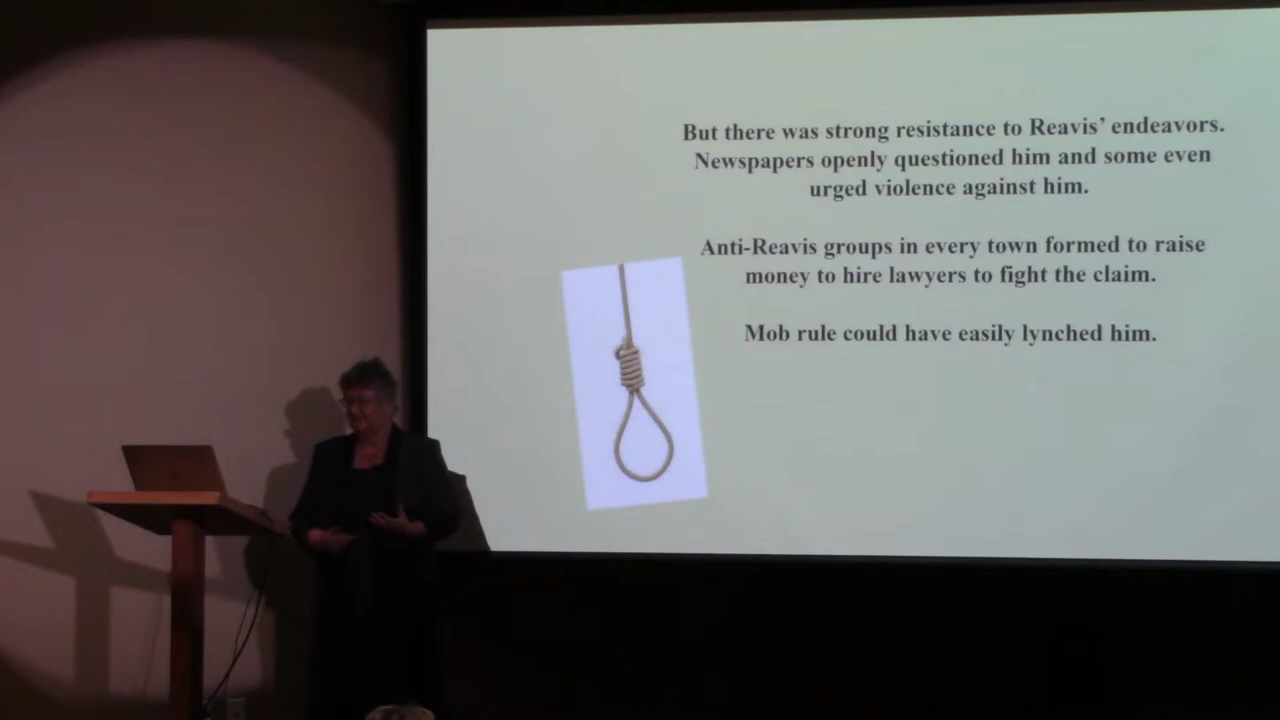 But there was strong resistance to Reavis’ endeavors.
Newspapers openly questioned him and some even
urged violence against him.
Anti-Reavis groups in every town formed to raise
money to hire lawyers to fight the claim.
Mob rule could have easily lynched him.